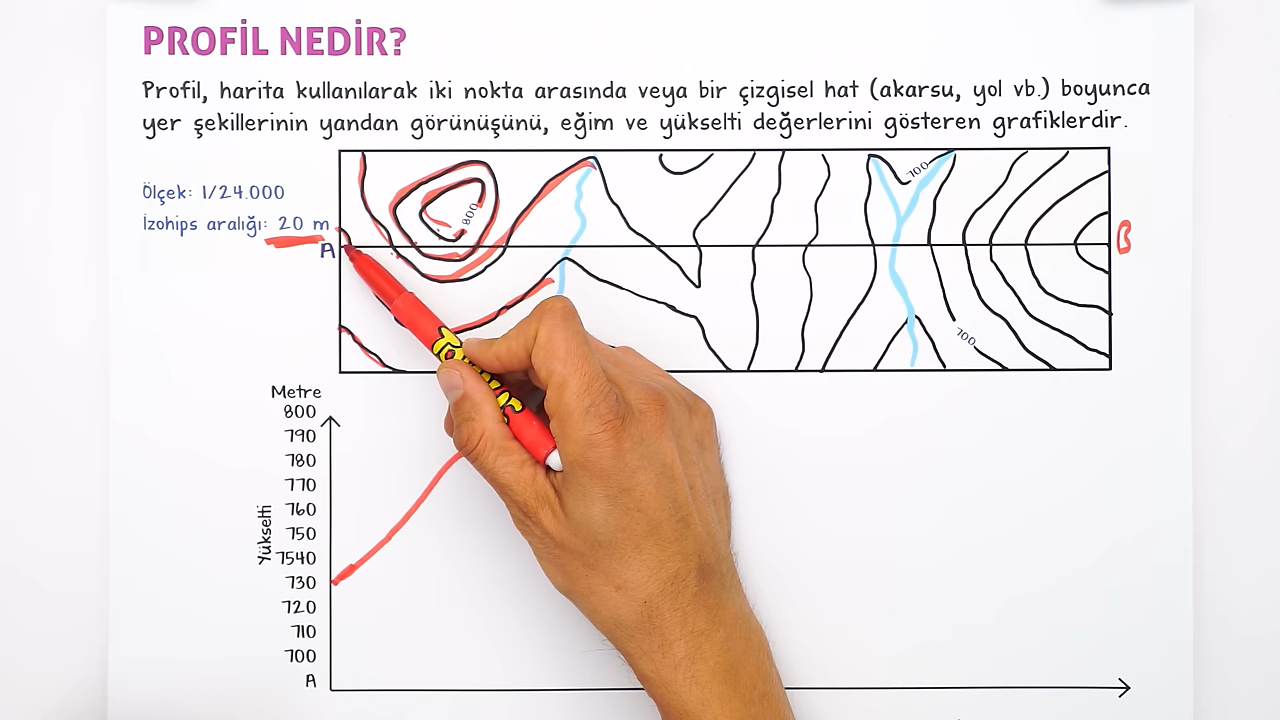 PROFİL NEDİR?
Profil, harita kullanılarak iki nokta arasında veya bir çizgisel hat (akarsu, yol vb.) boyunca
yer şekillerinin yandan görünüşünü, eğim ve yükselti değerlerini gösteren grafiklerdir.
Ölçek: 1/24.000
İzohips aralığı: 20 m
A
B
800
700
700
Metre
800
790
780
770
760
750
7540
730
720
710
700
A
Yükselti